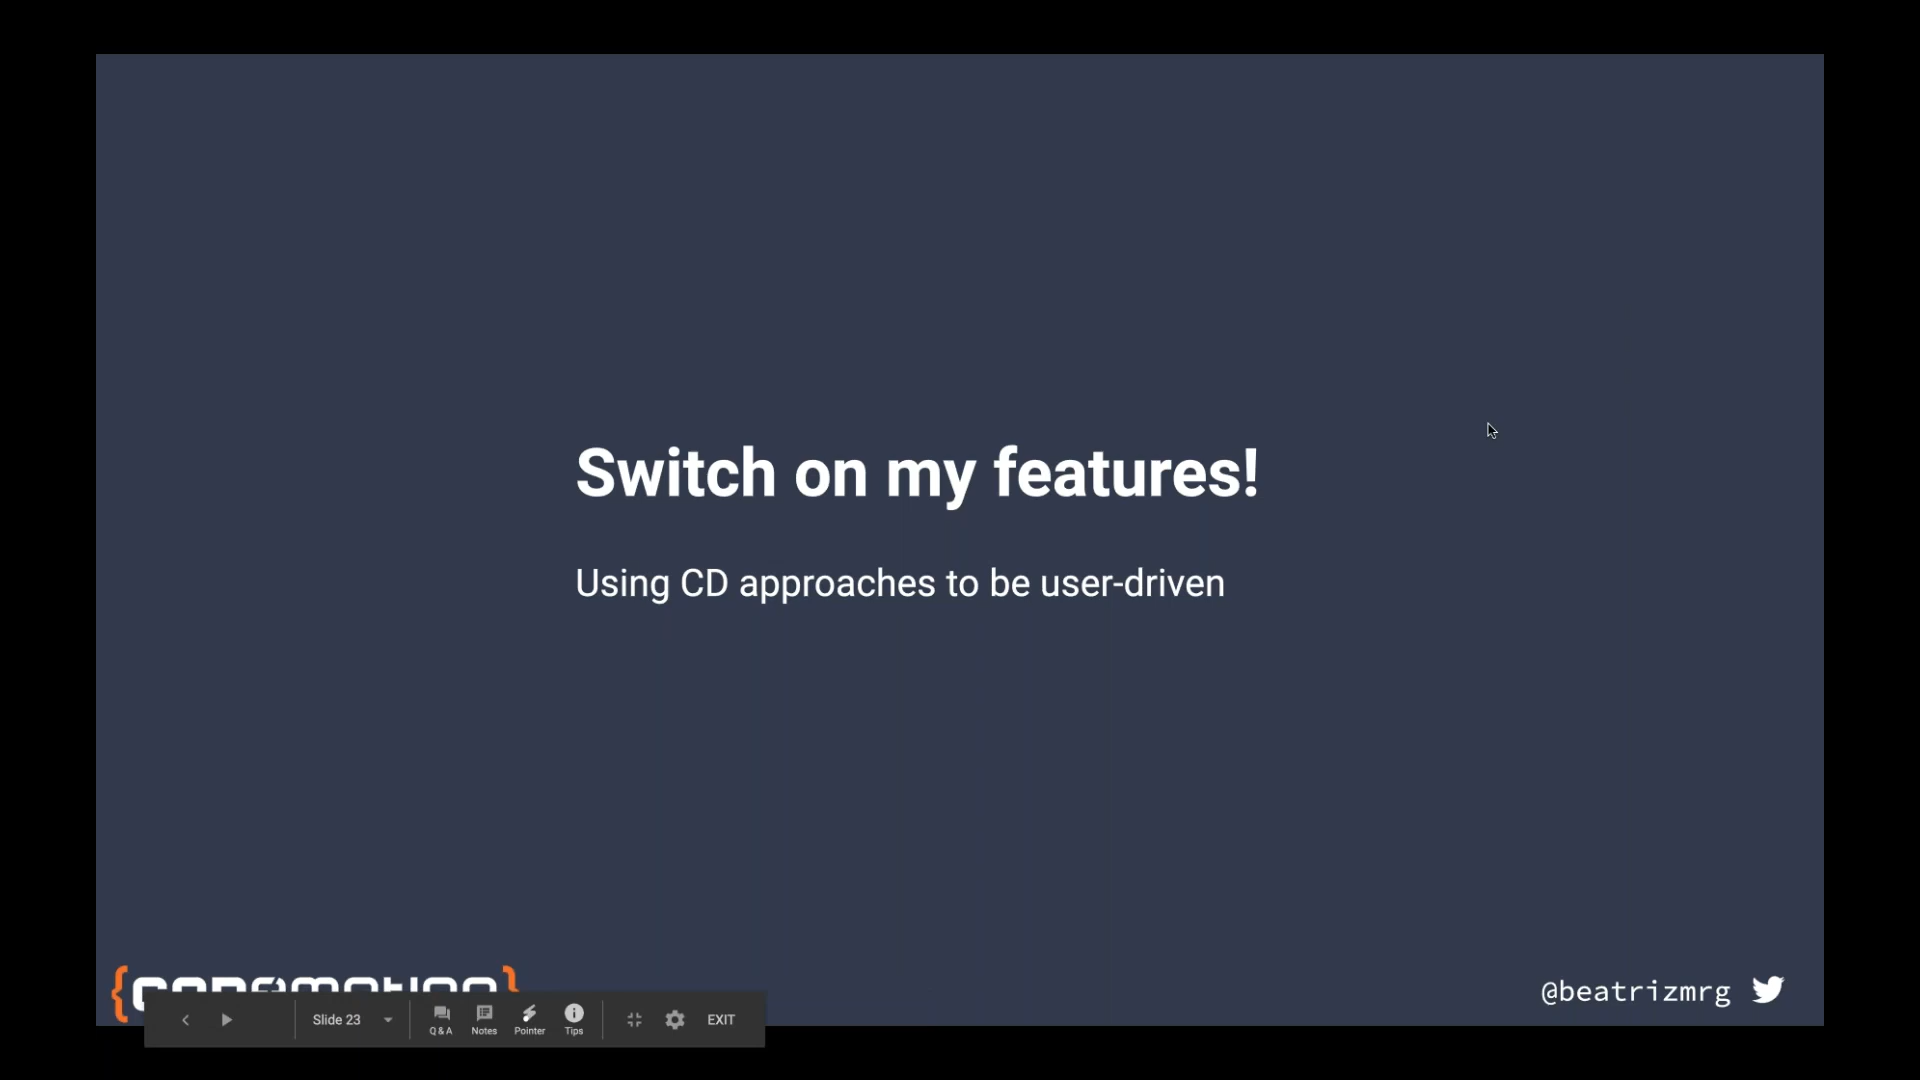 Switch on my features!
Using CD approaches to be user-driven
@beatrizmrg
Slide 23
Q & A
Notes
Pointer
Tips
EXIT